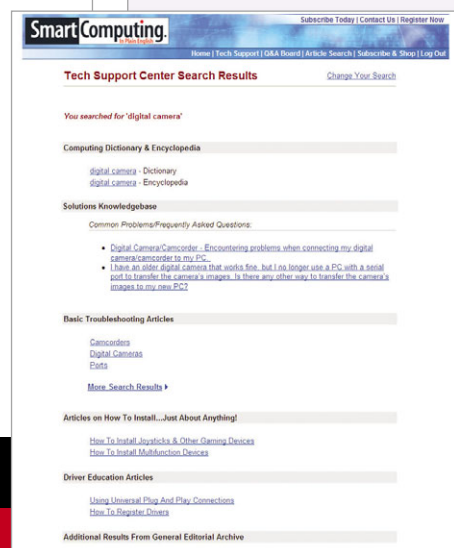 Subscribe Today | Contact Us | Register Now
SmartComputing.
In Plain English
Home | Tech Support | Q&A Board | Article Search | Subscribe & Shop | Log Out
Tech Support Center Search Results
Change Your Search
You searched for 'digital camera'
Computing Dictionary & Encyclopedia
digital camera - Dictionary
digital camera - Encyclopedia
Solutions Knowledgebase
Common Problems/Frequently Asked Questions:
• Digital Camera/Camcorder - Encountering problems when connecting my digital
camera/camcorder to my PC.
• I have an older digital camera that works fine, but I no longer use a PC with a serial
port to transfer the camera's images. Is there any other way to transfer the camera's
images to my new PC?
Basic Troubleshooting Articles
Camcorders
Digital Cameras
Ports
More Search Results
Articles on How To Install...Just About Anything!
How To Install Joysticks & Other Gaming Devices
How To Install Multifunction Devices
Driver Education Articles
Using Universal Plug And Play Connections
How To Register Drivers
Additional Results From General Editorial Archive